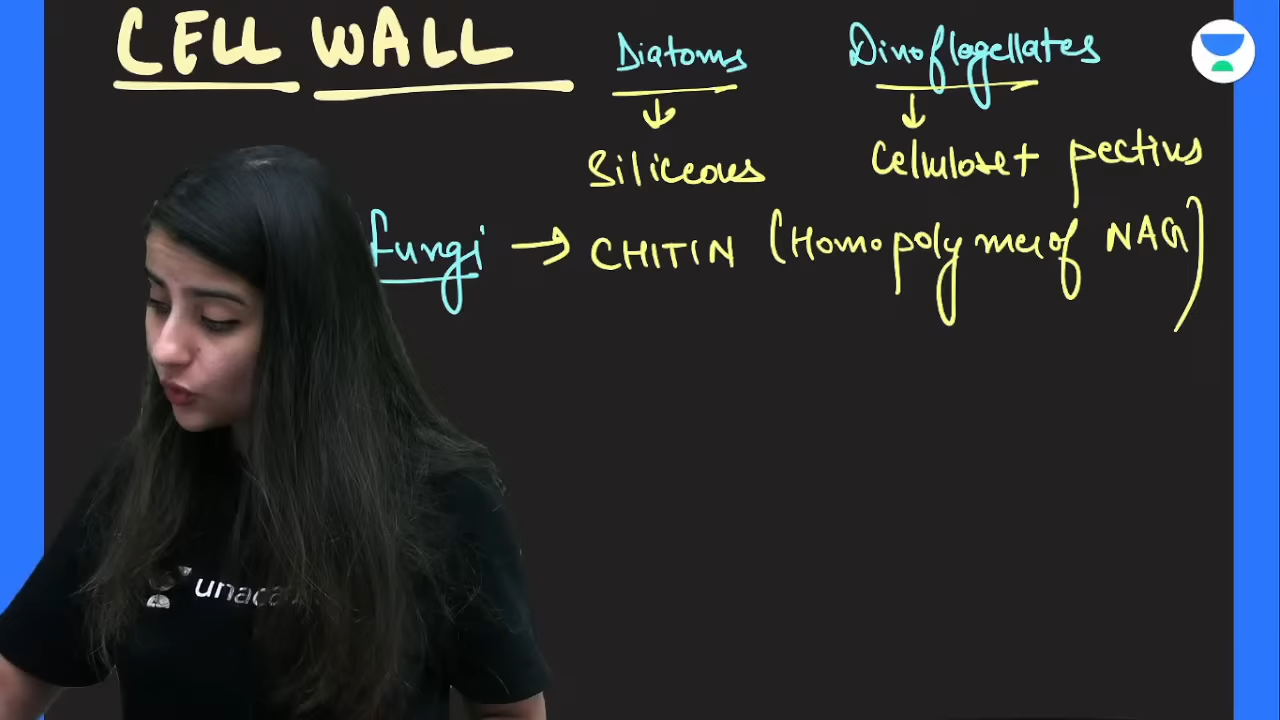 CELL WALL
Diatoms
Dinoflagellates
↓
↓
Siliceous
Cellulose + pectins
fungi → CHITIN (Homopolymer of NAG)
unaca